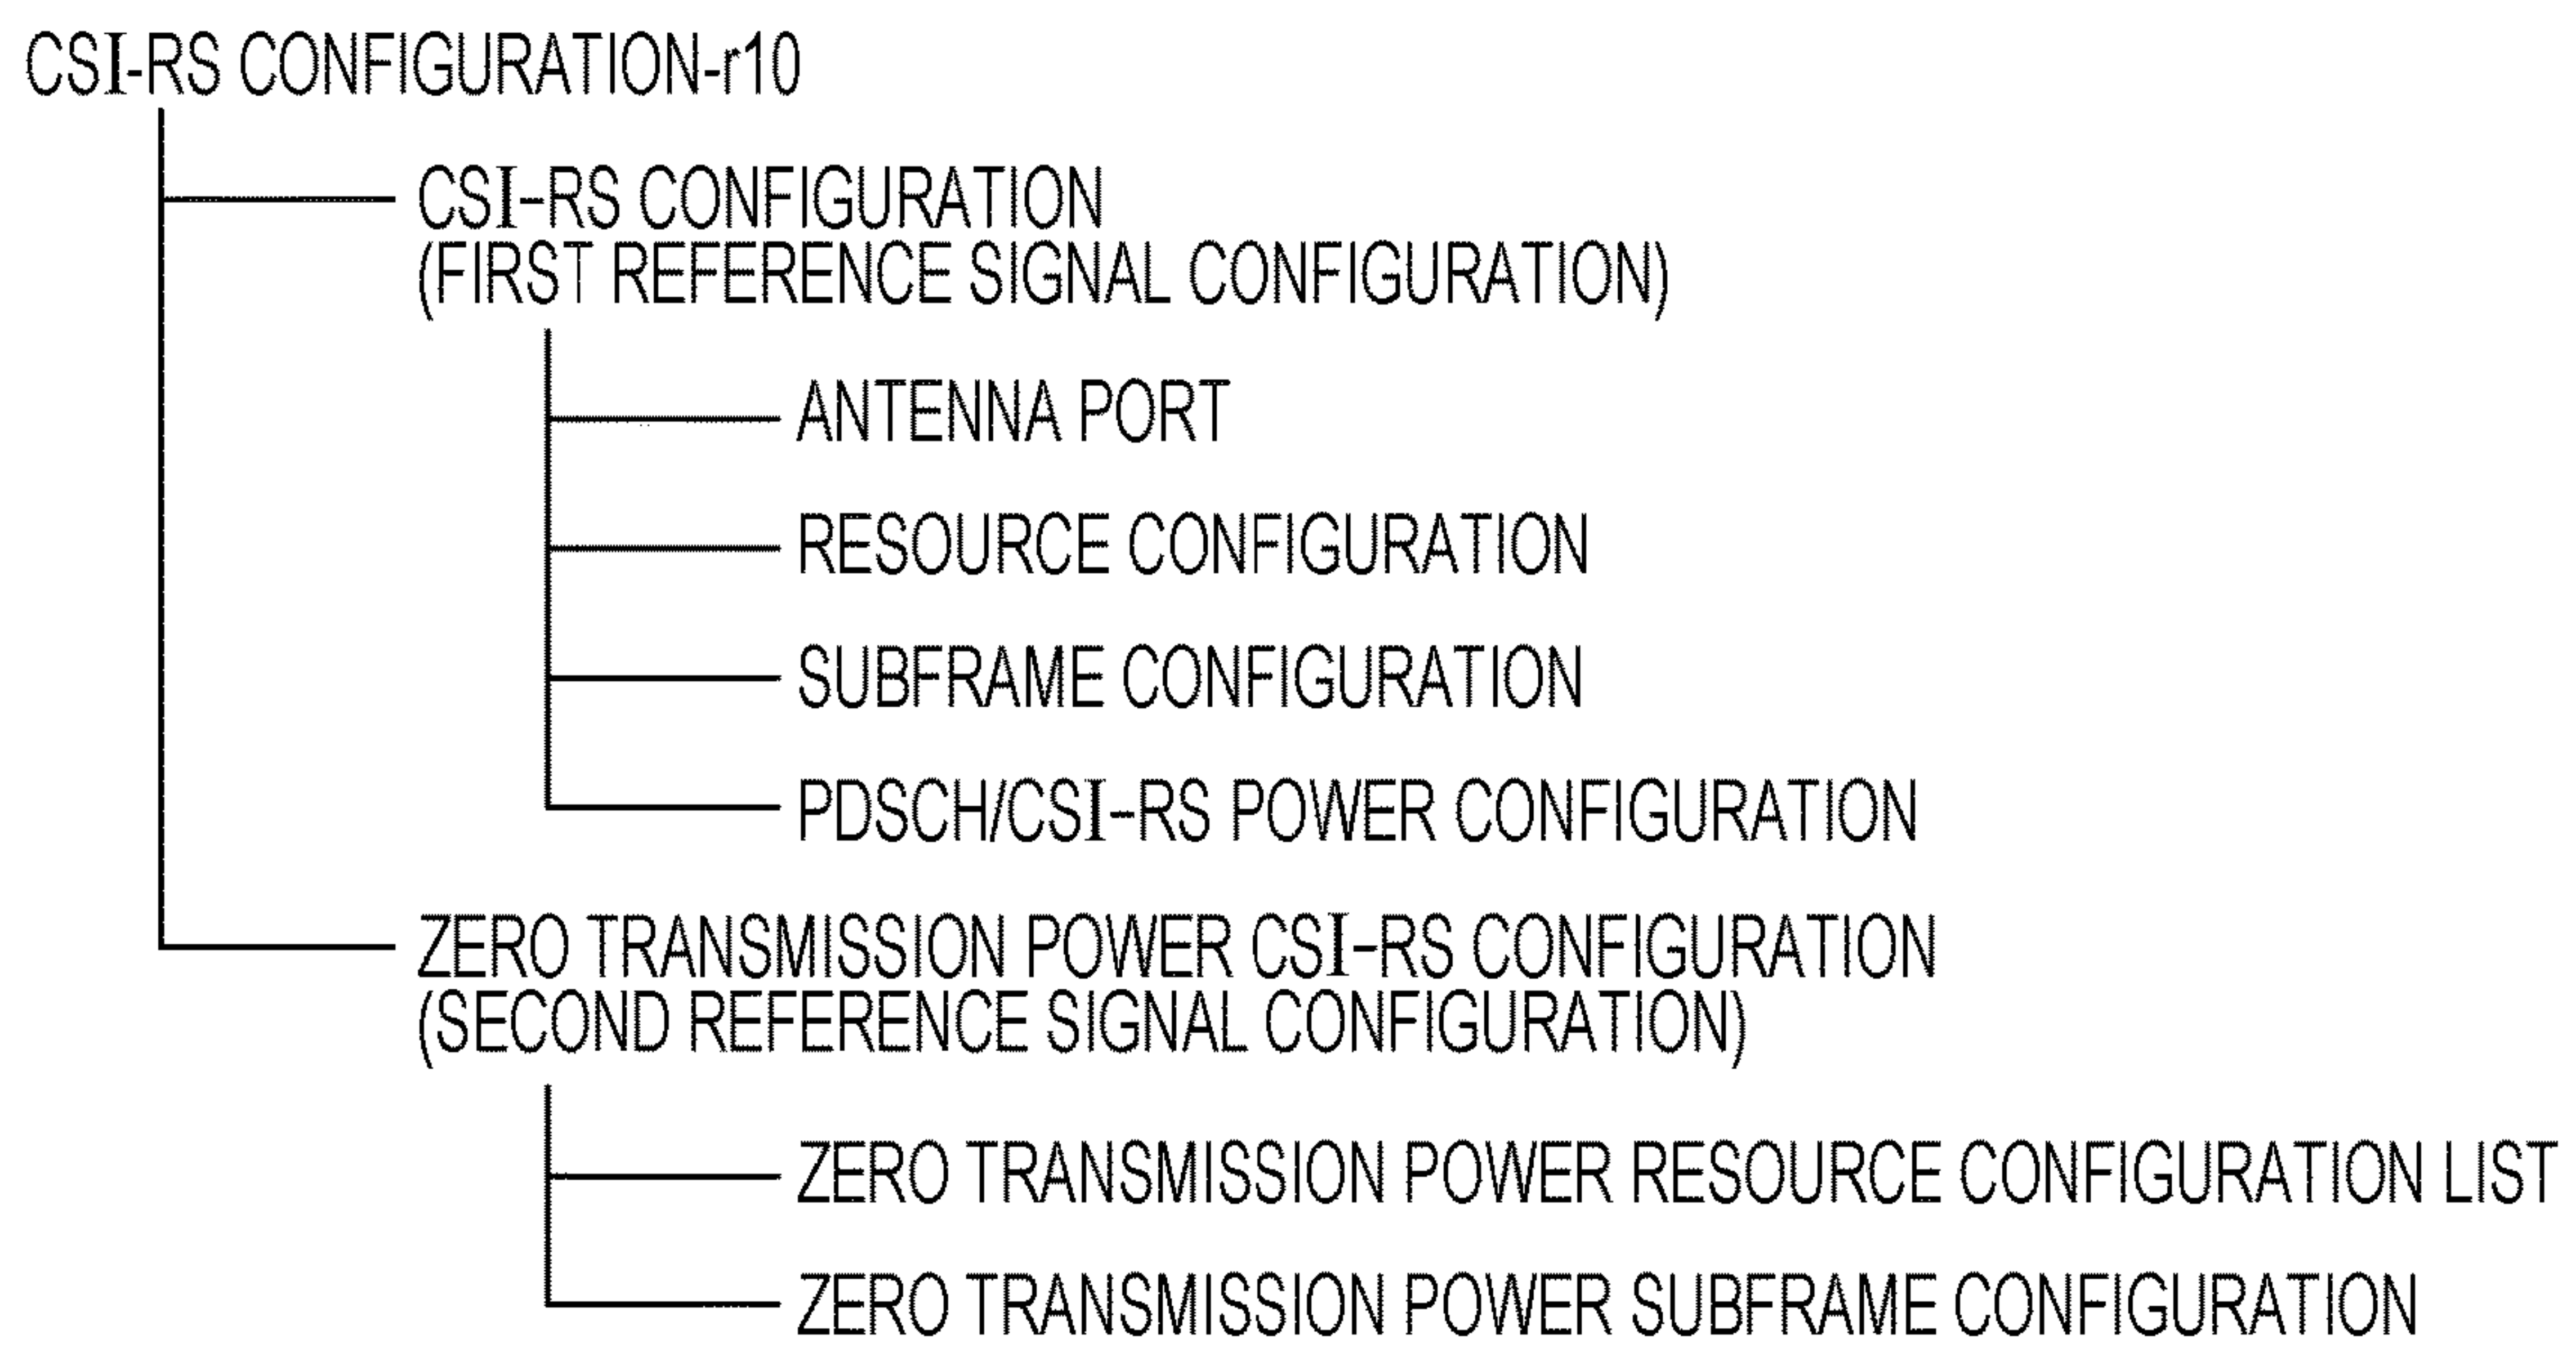 CSI-RS CONFIGURATION-r10
CSI-RS CONFIGURATION
(FIRST REFERENCE SIGNAL CONFIGURATION)
ANTENNA PORT
RESOURCE CONFIGURATION
SUBFRAME CONFIGURATION
PDSCH/CSI-RS POWER CONFIGURATION
ZERO TRANSMISSION POWER CSI-RS CONFIGURATION
(SECOND REFERENCE SIGNAL CONFIGURATION)
ZERO TRANSMISSION POWER RESOURCE CONFIGURATION LIST
ZERO TRANSMISSION POWER SUBFRAME CONFIGURATION